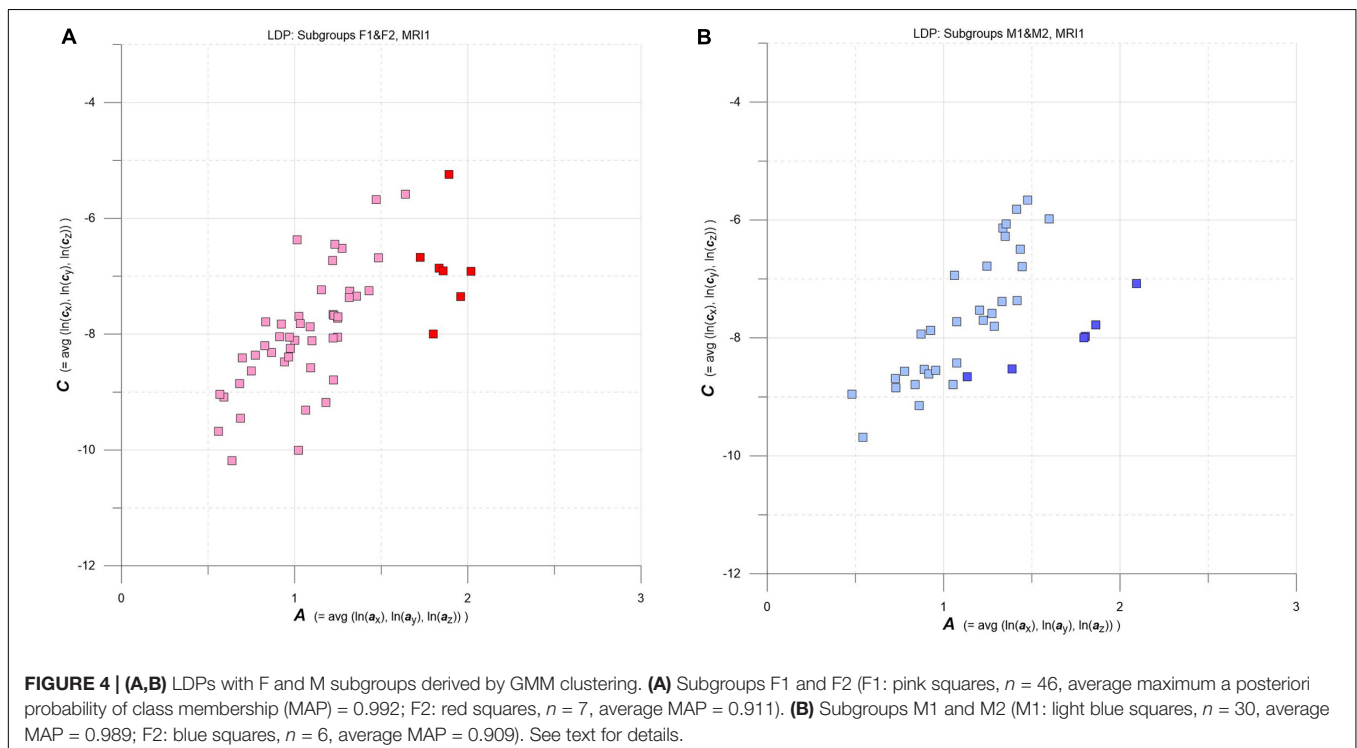 A
LDP: Subgroups F1&F2, MRI1
-4
-6
-8
-10
-12
C (= avg (ln(cx), ln(cy), ln(cz)))
0
1
2
3
A (= avg (ln(ax), ln(ay), ln(az)) )
B
LDP: Subgroups M1&M2, MRI1
-4
-6
-8
-10
-12
C (= avg (ln(cx), ln(cy), ln(cz)) )
0
1
2
3
A (= avg (ln(ax), ln(ay), ln(az)) )
FIGURE 4 | (A,B) LDPs with F and M subgroups derived by GMM clustering. (A) Subgroups F1 and F2 (F1: pink squares, n = 46, average maximum a posteriori
probability of class membership (MAP) = 0.992; F2: red squares, n = 7, average MAP = 0.911). (B) Subgroups M1 and M2 (M1: light blue squares, n = 30, average
MAP = 0.989; F2: blue squares, n = 6, average MAP = 0.909). See text for details.